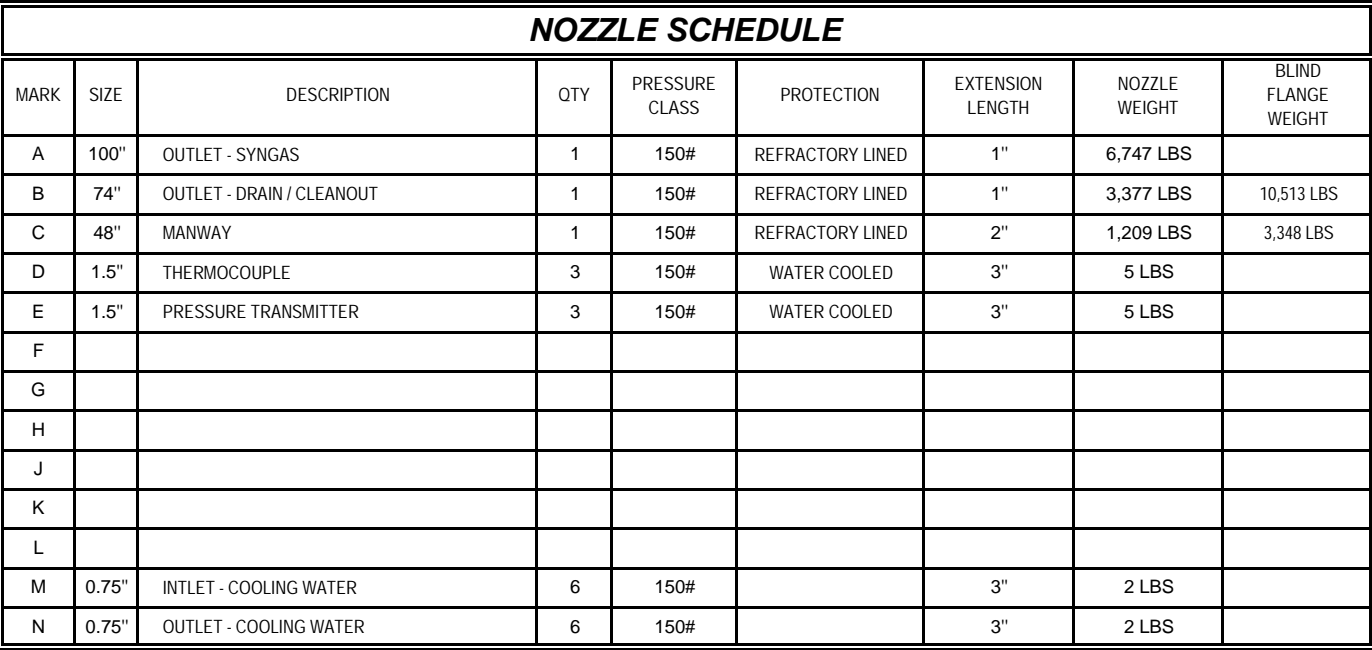 NOZZLE SCHEDULE
MARK SIZE DESCRIPTION QTY PRESSURE CLASS PROTECTION EXTENSION LENGTH NOZZLE WEIGHT BLIND FLANGE WEIGHT
A 100" OUTLET - SYNGAS 1 150# REFRACTORY LINED 1" 6,747 LBS
B 74" OUTLET - DRAIN / CLEANOUT 1 150# REFRACTORY LINED 1" 3,377 LBS 10,513 LBS
C 48" MANWAY 1 150# REFRACTORY LINED 2" 1,209 LBS 3,348 LBS
D 1.5" THERMOCOUPLE 3 150# WATER COOLED 3" 5 LBS
E 1.5" PRESSURE TRANSMITTER 3 150# WATER COOLED 3" 5 LBS
F
G
H
J
K
L
M 0.75" INTLET - COOLING WATER 6 150# 3" 2 LBS
N 0.75" OUTLET - COOLING WATER 6 150# 3" 2 LBS